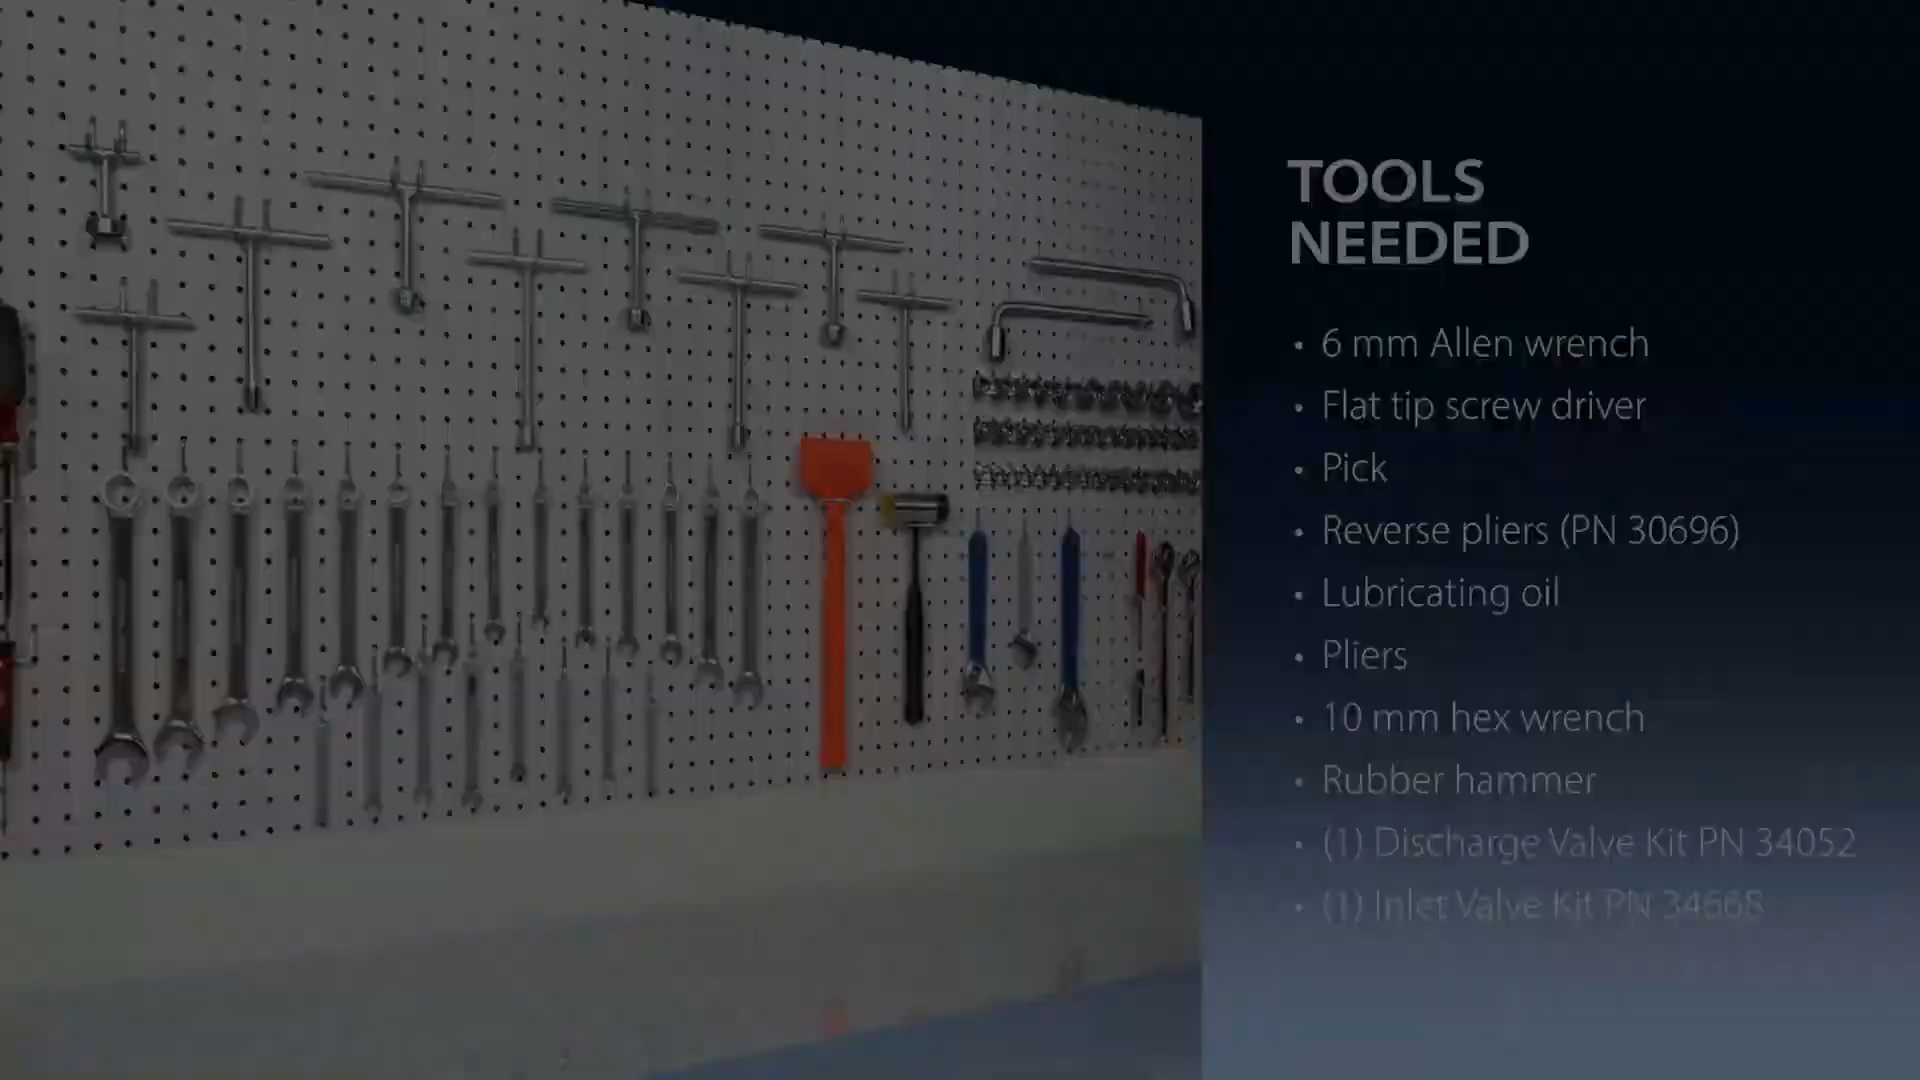 TOOLS
NEEDED
• 6 mm Allen wrench
• Flat tip screw driver
• Pick
• Reverse pliers (PN 30696)
• Lubricating oil
• Pliers
• 10 mm hex wrench
• Rubber hammer
• (1) Discharge Valve Kit PN 34052
• (1) Inlet Valve Kit PN 34668